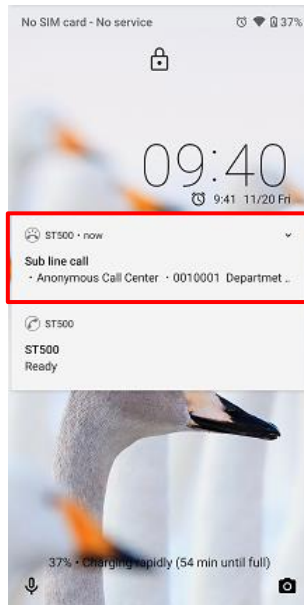 No SIM card - No service 37%
09:40
9:41 11/20 Fri
ST500 • now
Sub line call
・Anonymous Call Center ・0010001 Departmet ..
ST500
ST500
Ready
37% • Charging rapidly (54 min until full)